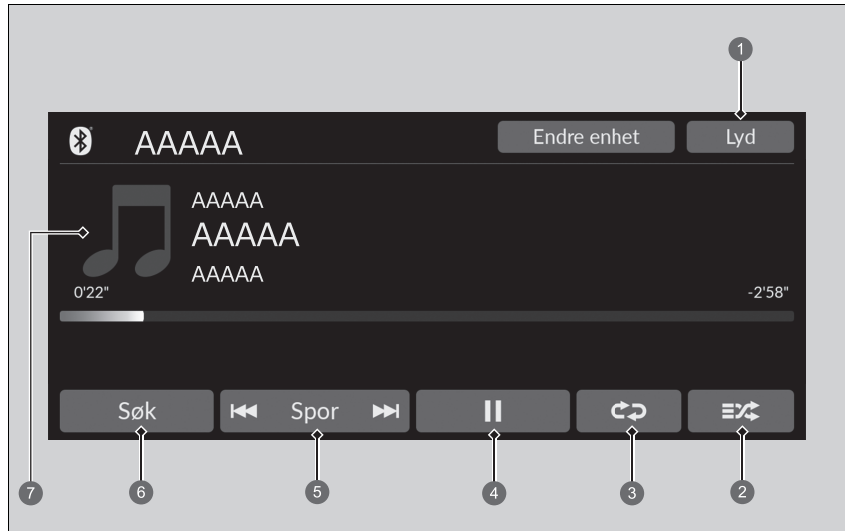 1
AAAAA
Endre enhet
Lyd
AAAAA
AAAAA
AAAAA
0'22"
-2'58"
Søk
Spor
7
6
5
4
3
2